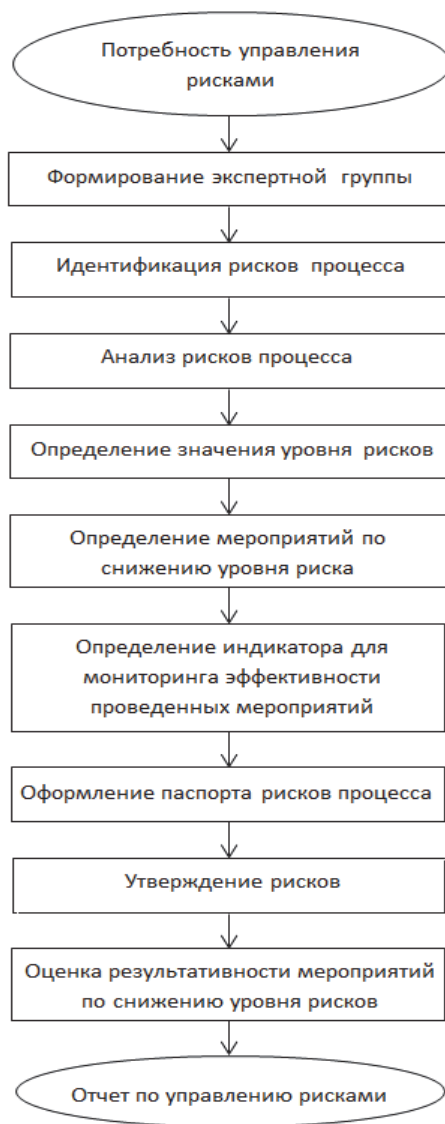 Потребность управления
рисками
Формирование экспертной группы
Идентификация рисков процесса
Анализ рисков процесса
Определение значения уровня рисков
Определение мероприятий по
снижению уровня риска
Определение индикатора для
мониторинга эффективности
проведенных мероприятий
Оформление паспорта рисков процесса
Утверждение рисков
Оценка результативности мероприятий
по снижению уровня рисков
Отчет по управлению рисками